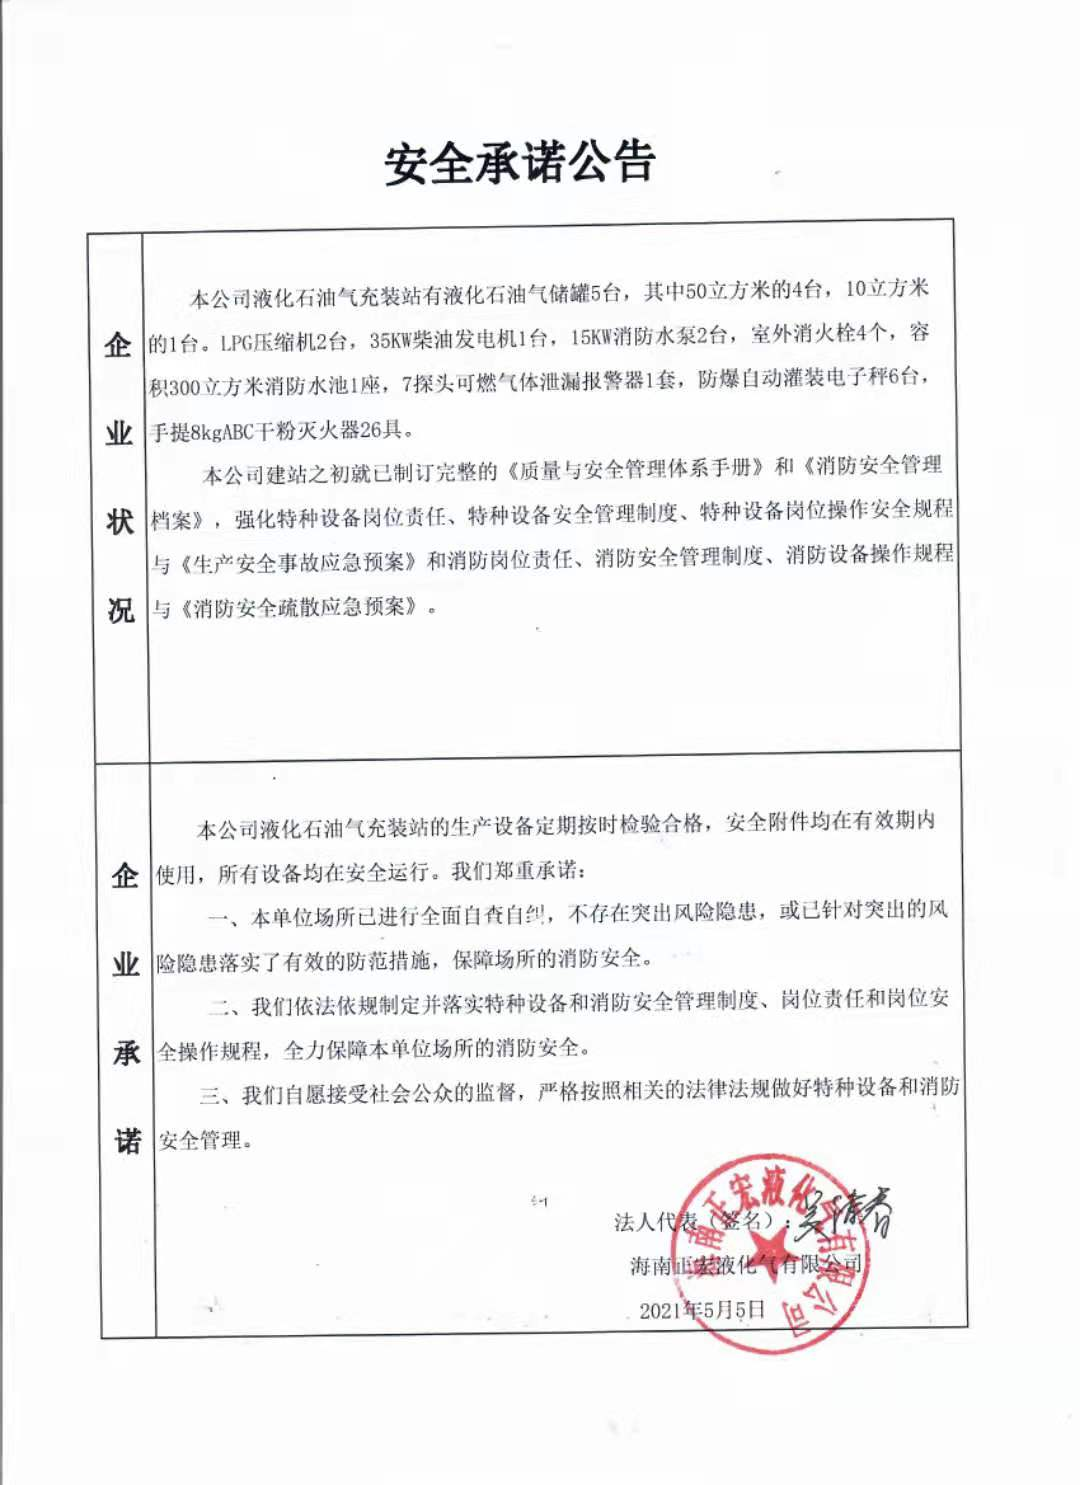 安全承诺公告
企业状况
本公司液化石油气充装站有液化石油气储罐5台，其中50立方米的4台，10立方米
的1台。LPG压缩机2台，35KW柴油发电机1台，15KW消防水泵2台，室外消火栓4个，容
积300立方米消防水池1座，7探头可燃气体泄漏报警器1套，防爆自动灌装电子秤6台，
手提8kgABC干粉灭火器26具。
本公司建站之初就已制订完整的《质量与安全管理体系手册》和《消防安全管理
档案》，强化特种设备岗位责任、特种设备安全管理制度、特种设备岗位操作安全规程
与《生产安全事故应急预案》和消防岗位责任、消防安全管理制度、消防设备操作规程
与《消防安全疏散应急预案》。
企业承诺
本公司液化石油气充装站的生产设备定期按时检验合格，安全附件均在有效期内
使用，所有设备均在安全运行。我们郑重承诺：
一、本单位场所已进行全面自查自纠，不存在突出风险隐患，或已针对突出的风
险隐患落实了有效的防范措施，保障场所的消防安全。
二、我们依法依规制定并落实特种设备和消防安全管理制度、岗位责任和岗位安
全操作规程，全力保障本单位场所的消防安全。
三、我们自愿接受社会公众的监督，严格按照相关的法律法规做好特种设备和消防
安全管理。
法人代表（签名）：吴清春
海南正宏液化气有限公司
2021年5月5日
海南正宏液化气有限公司